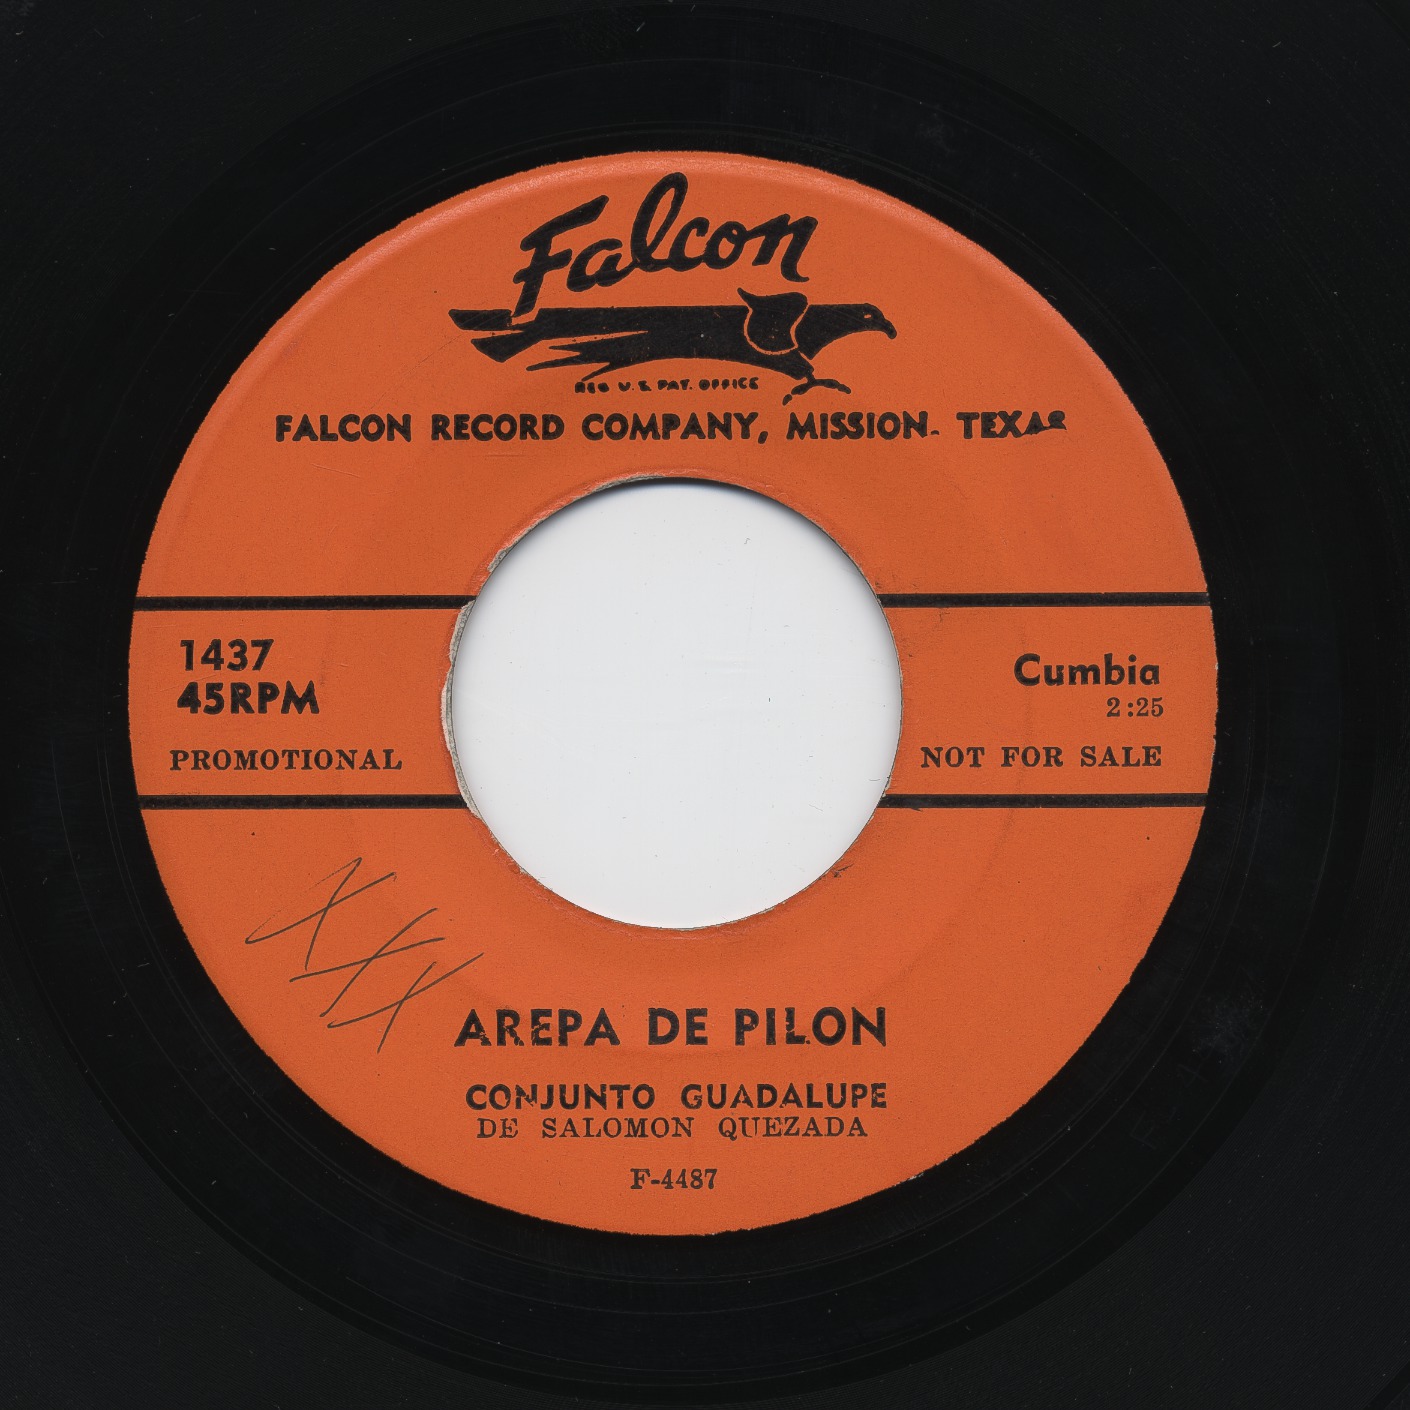 Falcon
REG U.S. PAT. OFFICE
FALCON RECORD COMPANY, MISSION. TEXAS
1437
45RPM
PROMOTIONAL
Cumbia
2:25
NOT FOR SALE
XXX
AREPA DE PILON
CONJUNTO GUADALUPE
DE SALOMON QUEZADA
F-4487